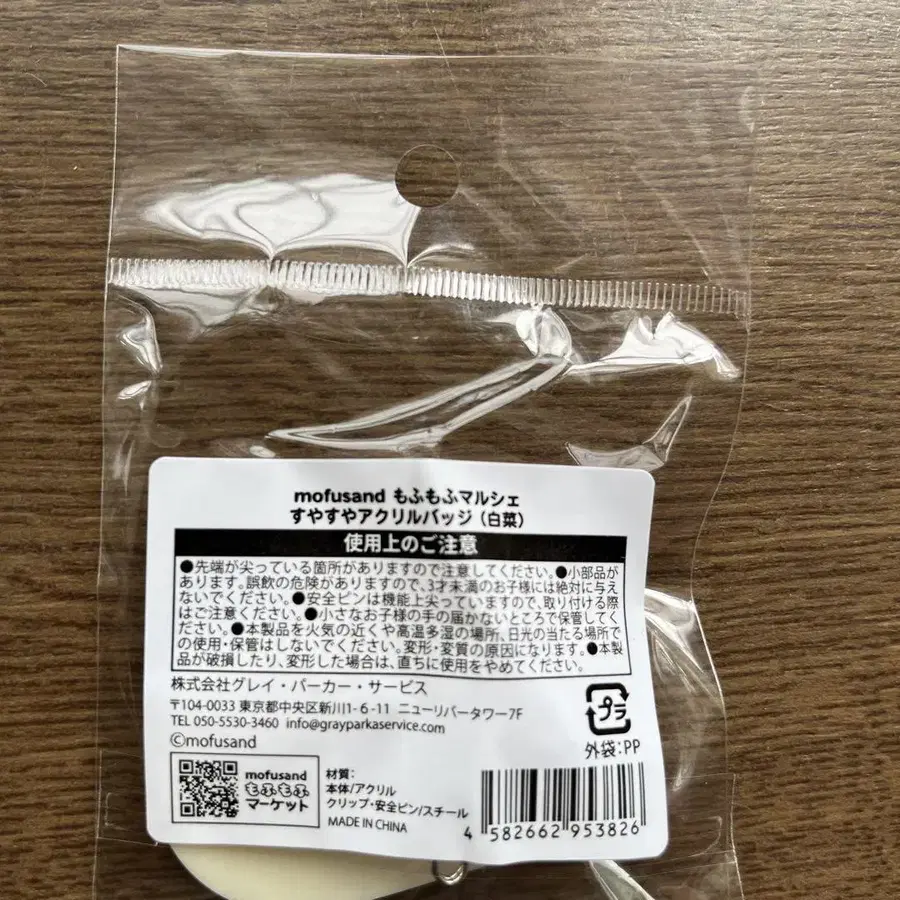 mofusand もふもふマルシェ
すやすやアクリルバッジ（白菜）
使用上のご注意
●先端が尖っている箇所がありますので注意してください。●小部品が
あります。誤飲の危険がありますので、3才未満のお子様には絶対に与え
ないでください。●安全ピンは機能上尖っていますので、取り付ける際
はご注意ください。●小さなお子様の手の届かないところで保管してく
ださい。●本製品を火気の近くや高温多湿の場所、日光の当たる場所で
の使用・保管はしないでください。変形・変質の原因になります。●本製
品が破損したり、変形した場合は、直ちに使用をやめてください。
株式会社グレイ・パーカー・サービス
〒104-0033 東京都中央区新川1-6-11 ニューリバータワー7F
TEL 050-5530-3460 info@grayparkaservice.com
©mofusand
プラ
外袋:PP
mofusand
もふもふ
マーケット
材質：
本体/アクリル
クリップ・安全ピン/スチール
MADE IN CHINA
4 582662 953826